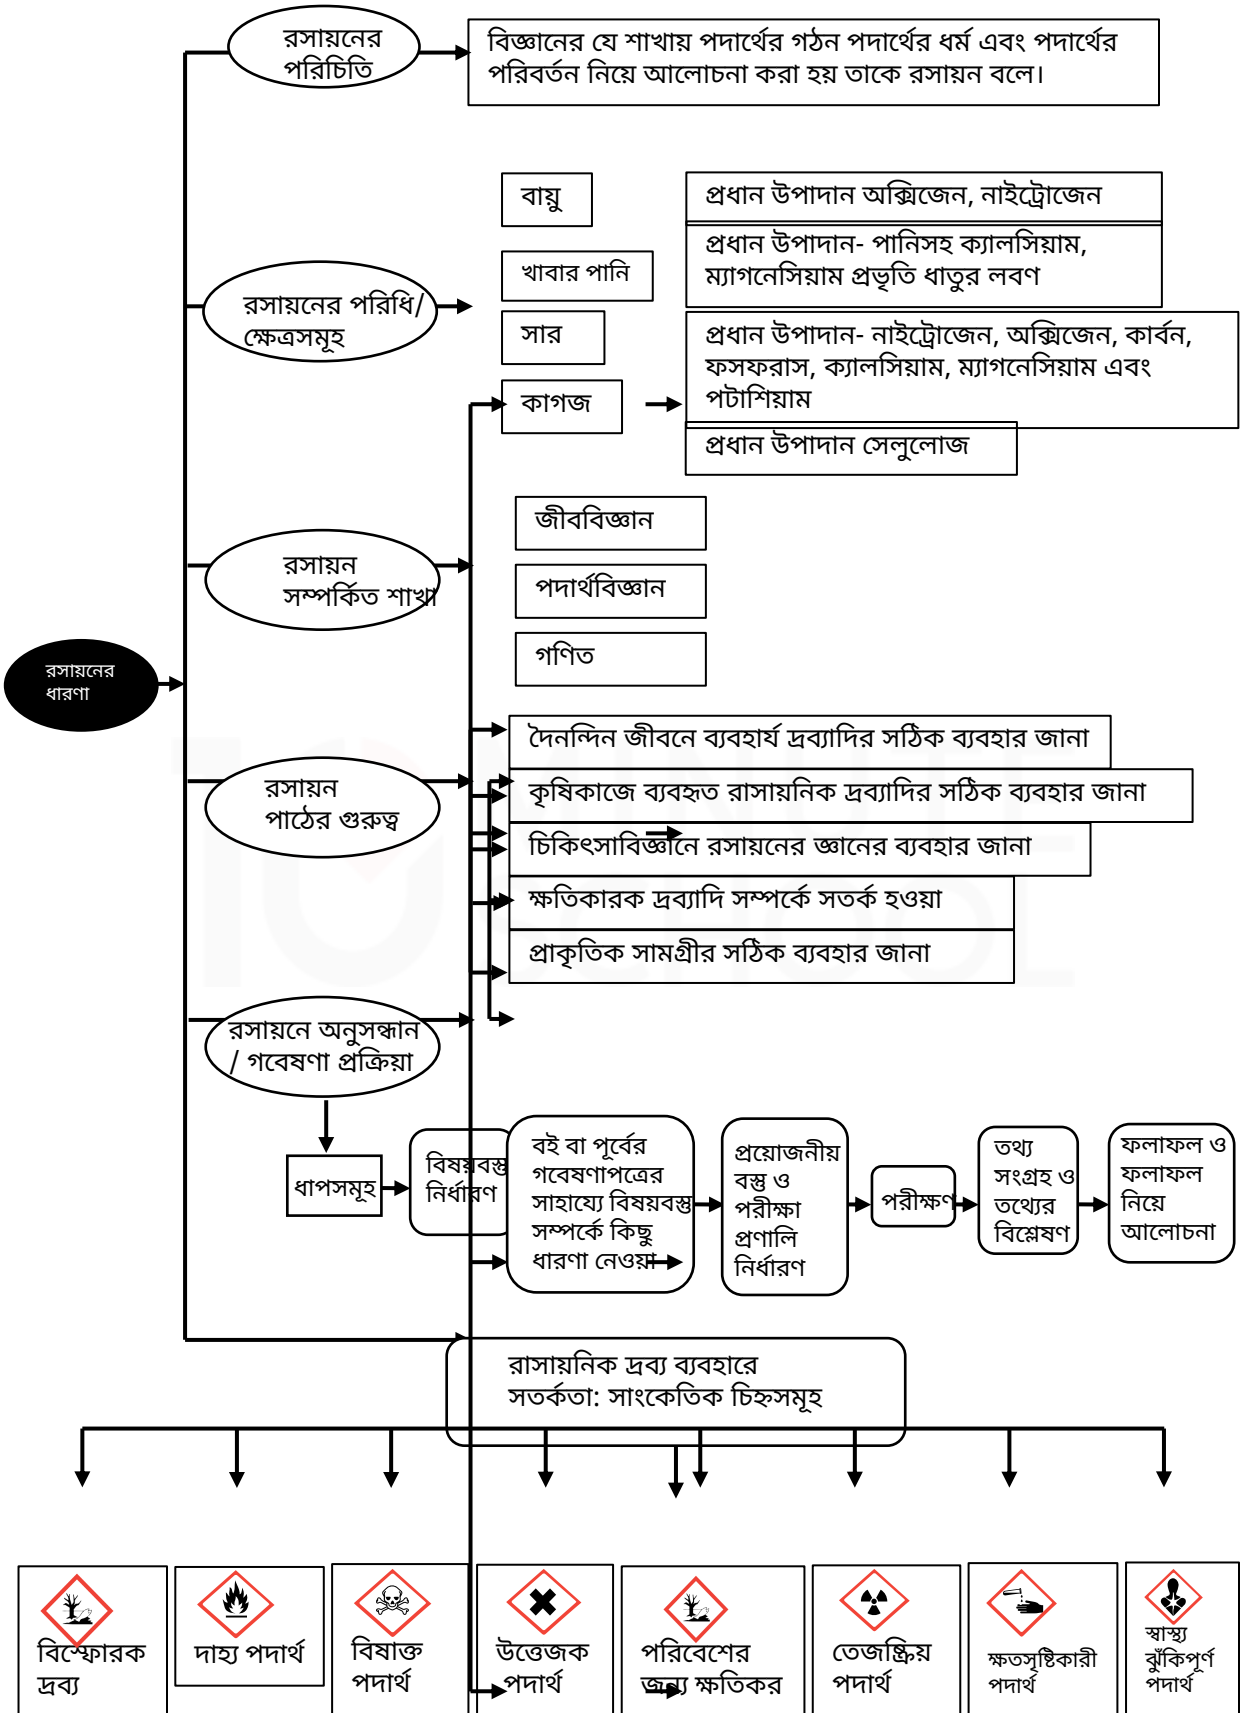 রসায়নের
পরিচিতি
বিজ্ঞানের যে শাখায় পদার্থের গঠন পদার্থের ধর্ম এবং পদার্থের
পরিবর্তন নিয়ে আলোচনা করা হয় তাকে রসায়ন বলে।
বায়ু
প্রধান উপাদান অক্সিজেন, নাইট্রোজেন
খাবার পানি
প্রধান উপাদান- পানিসহ ক্যালসিয়াম,
ম্যাগনেসিয়াম প্রভৃতি ধাতুর লবণ
রসায়নের পরিধি/
ক্ষেত্রসমূহ
সার
প্রধান উপাদান- নাইট্রোজেন, অক্সিজেন, কার্বন,
ফসফরাস, ক্যালসিয়াম, ম্যাগনেসিয়াম এবং
পটাশিয়াম
কাগজ
প্রধান উপাদান সেলুলোজ
রসায়ন
সম্পর্কিত শাখা
জীববিজ্ঞান
পদার্থবিজ্ঞান
গণিত
রসায়নের
ধারণা
রসায়ন
পাঠের গুরুত্ব
দৈনন্দিন জীবনে ব্যবহার্য দ্রব্যাদির সঠিক ব্যবহার জানা
কৃষিকাজে ব্যবহৃত রাসায়নিক দ্রব্যাদির সঠিক ব্যবহার জানা
চিকিৎসাবিজ্ঞানে রসায়নের জ্ঞানের ব্যবহার জানা
ক্ষতিকারক দ্রব্যাদি সম্পর্কে সতর্ক হওয়া
প্রাকৃতিক সামগ্রীর সঠিক ব্যবহার জানা
10 MINUTE
SCHOOL
রসায়নে অনুসন্ধান
/ গবেষণা প্রক্রিয়া
ধাপসমূহ
বিষয়বস্তু
নির্ধারণ
বই বা পূর্বের
গবেষণাপত্রের
সাহায্যে বিষয়বস্তু
সম্পর্কে কিছু
ধারণা নেওয়া
প্রয়োজনীয়
বস্তু ও
পরীক্ষা
প্রণালি
নির্ধারণ
পরীক্ষণ
তথ্য
সংগ্রহ ও
তথ্যের
বিশ্লেষণ
ফলাফল ও
ফলাফল
নিয়ে
আলোচনা
রাসায়নিক দ্রব্য ব্যবহারে
সতর্কতা: সাংকেতিক চিহ্নসমূহ
বিস্ফোরক
দ্রব্য
দাহ্য পদার্থ
বিষাক্ত
পদার্থ
উত্তেজক
পদার্থ
পরিবেশের
জন্য ক্ষতিকর
তেজষ্ক্রিয়
পদার্থ
ক্ষতসৃষ্টিকারী
পদার্থ
স্বাস্থ্য
ঝুঁকিপূর্ণ
পদার্থ